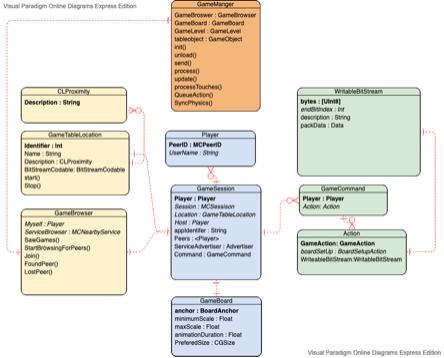 Visual Paradigm Online Diagrams Express Edition
GameManger
GameBroswer : GameBrowser
GameBoard : GameBoard
GameLevel : GameLevel
tableobject : GameObject
init()
unload()
send()
process()
update()
processTouches()
QueueAction()
SyncPhysics()
CLProximity
Description : String
WritableBitStream
bytes : [UInt8]
endBitIndex : Int
description : String
packData : Data
GameTableLocation
Identifier : Int
Name : String
Description : CLProximity
BitStreamCodable: BitStreamCodable
start()
Stop()
Player
PeerID : MCPeerID
UserName : String
GameSession
Player : Player
Session : MCSesssion
Location : GameTableLocation
Host : Player
appIdentifer : String
Peers : <Player>
ServiceAdvertiser : Advertiser
Command : GameCommand
GameCommand
Player : Player
Action: Action
GameBrowser
Myself : Player
ServiceBrowser : MCNearbyService
SawGames()
StartBrowsingForPeers()
Join()
FoundPeer()
LostPeer()
Action
GameAction: GameAction
boardSetUp : BoardSetupAction
WriteableBitStream:WritableBitStream
GameBoard
anchor : BoardAnchor
minimumScale : Float
maxScale : Float
animationDuration : Float
PreferedSize : CGSize
Visual Paradigm Online Diagrams Express Edition